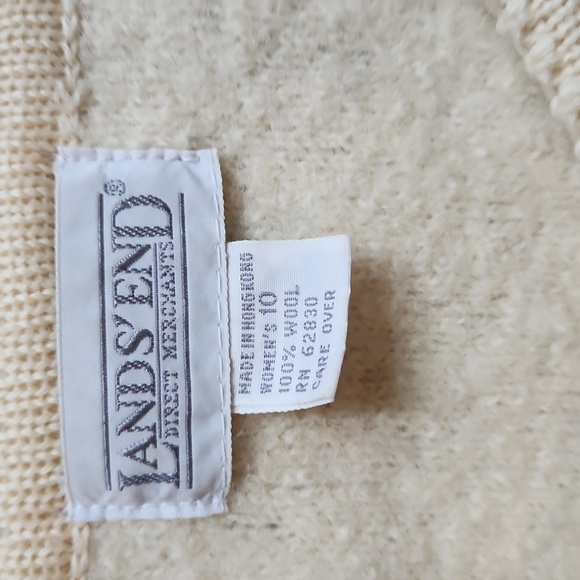 LANDS' END®
DIRECT MERCHANTS
MADE IN HONG KONG
WOMEN'S 10
100% WOOL
RN 62830
CARE OVER